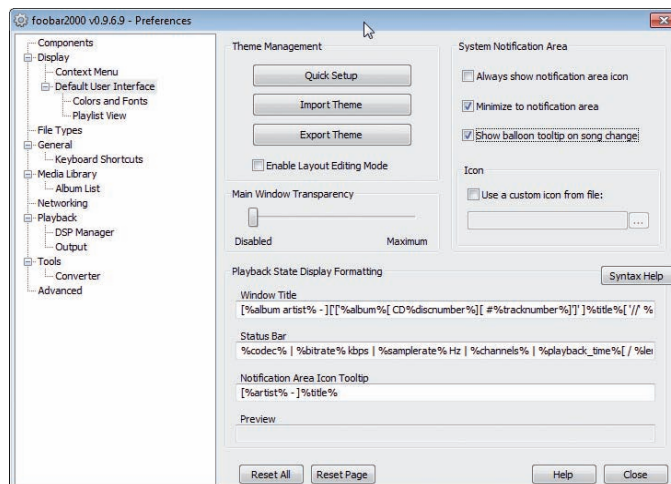 foobar2000 v0.9.6.9 - Preferences
Components
Display
Context Menu
Default User Interface
Colors and Fonts
Playlist View
File Types
General
Keyboard Shortcuts
Media Library
Album List
Networking
Playback
DSP Manager
Output
Tools
Converter
Advanced
Theme Management
Quick Setup
Import Theme
Export Theme
Enable Layout Editing Mode
System Notification Area
Always show notification area icon
Minimize to notification area
Show balloon tooltip on song change
Icon
Use a custom icon from file:
...
Main Window Transparency
Disabled
Maximum
Playback State Display Formatting
Syntax Help
Window Title
[%album artist% - ]['['%album%[ CD%discnumber%][ #%tracknumber%]']' ]%title%[ '//' %
Status Bar
%codec% | %bitrate% kbps | %samplerate% Hz | %channels% | %playback_time%[ / %le
Notification Area Icon Tooltip
[%artist% - ]%title%
Preview
Reset All
Reset Page
Help
Close